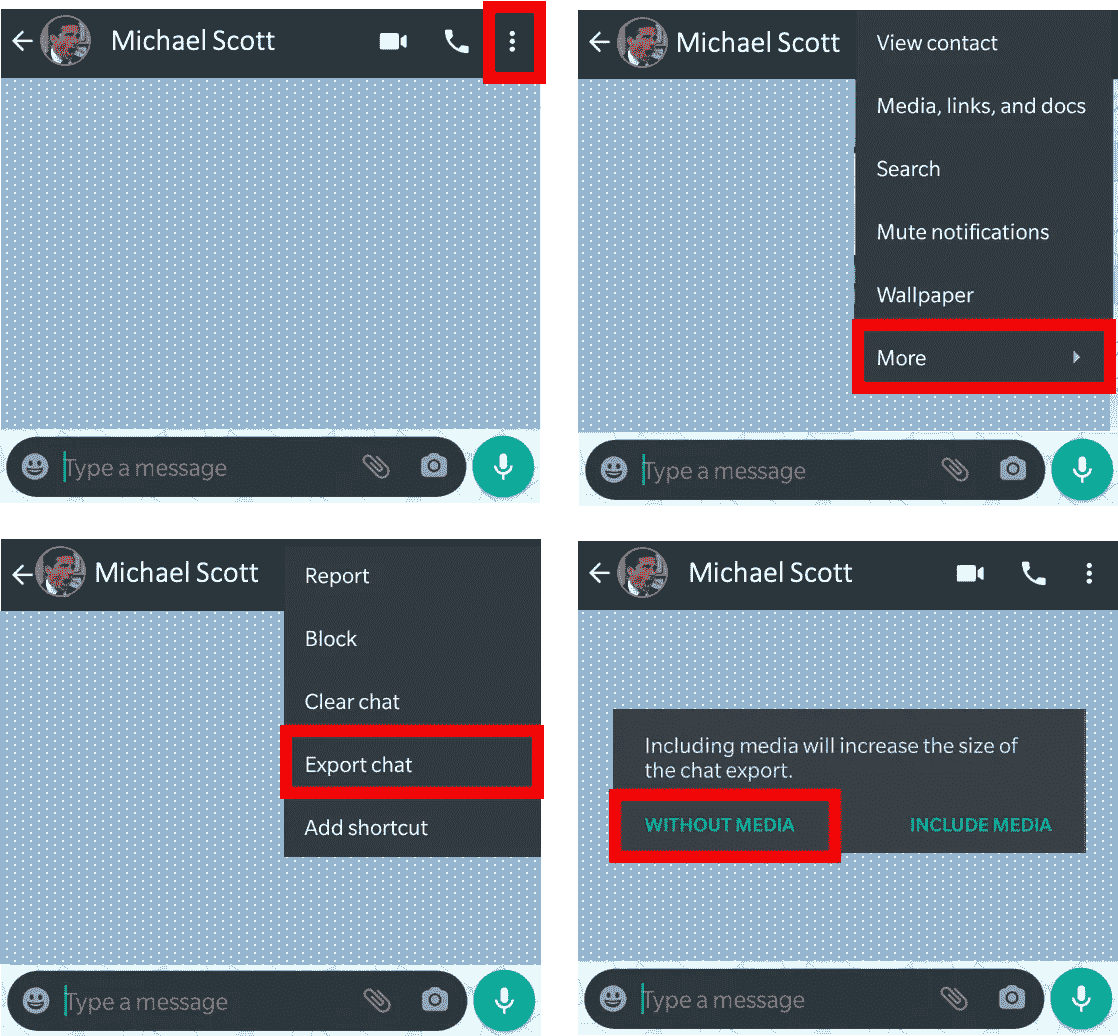 Michael Scott
Type a message
Michael Scott
View contact
Media, links, and docs
Search
Mute notifications
Wallpaper
More
Type a message
Michael Scott
Report
Block
Clear chat
Export chat
Add shortcut
Type a message
Michael Scott
Including media will increase the size of
the chat export.
WITHOUT MEDIA
INCLUDE MEDIA
Type a message